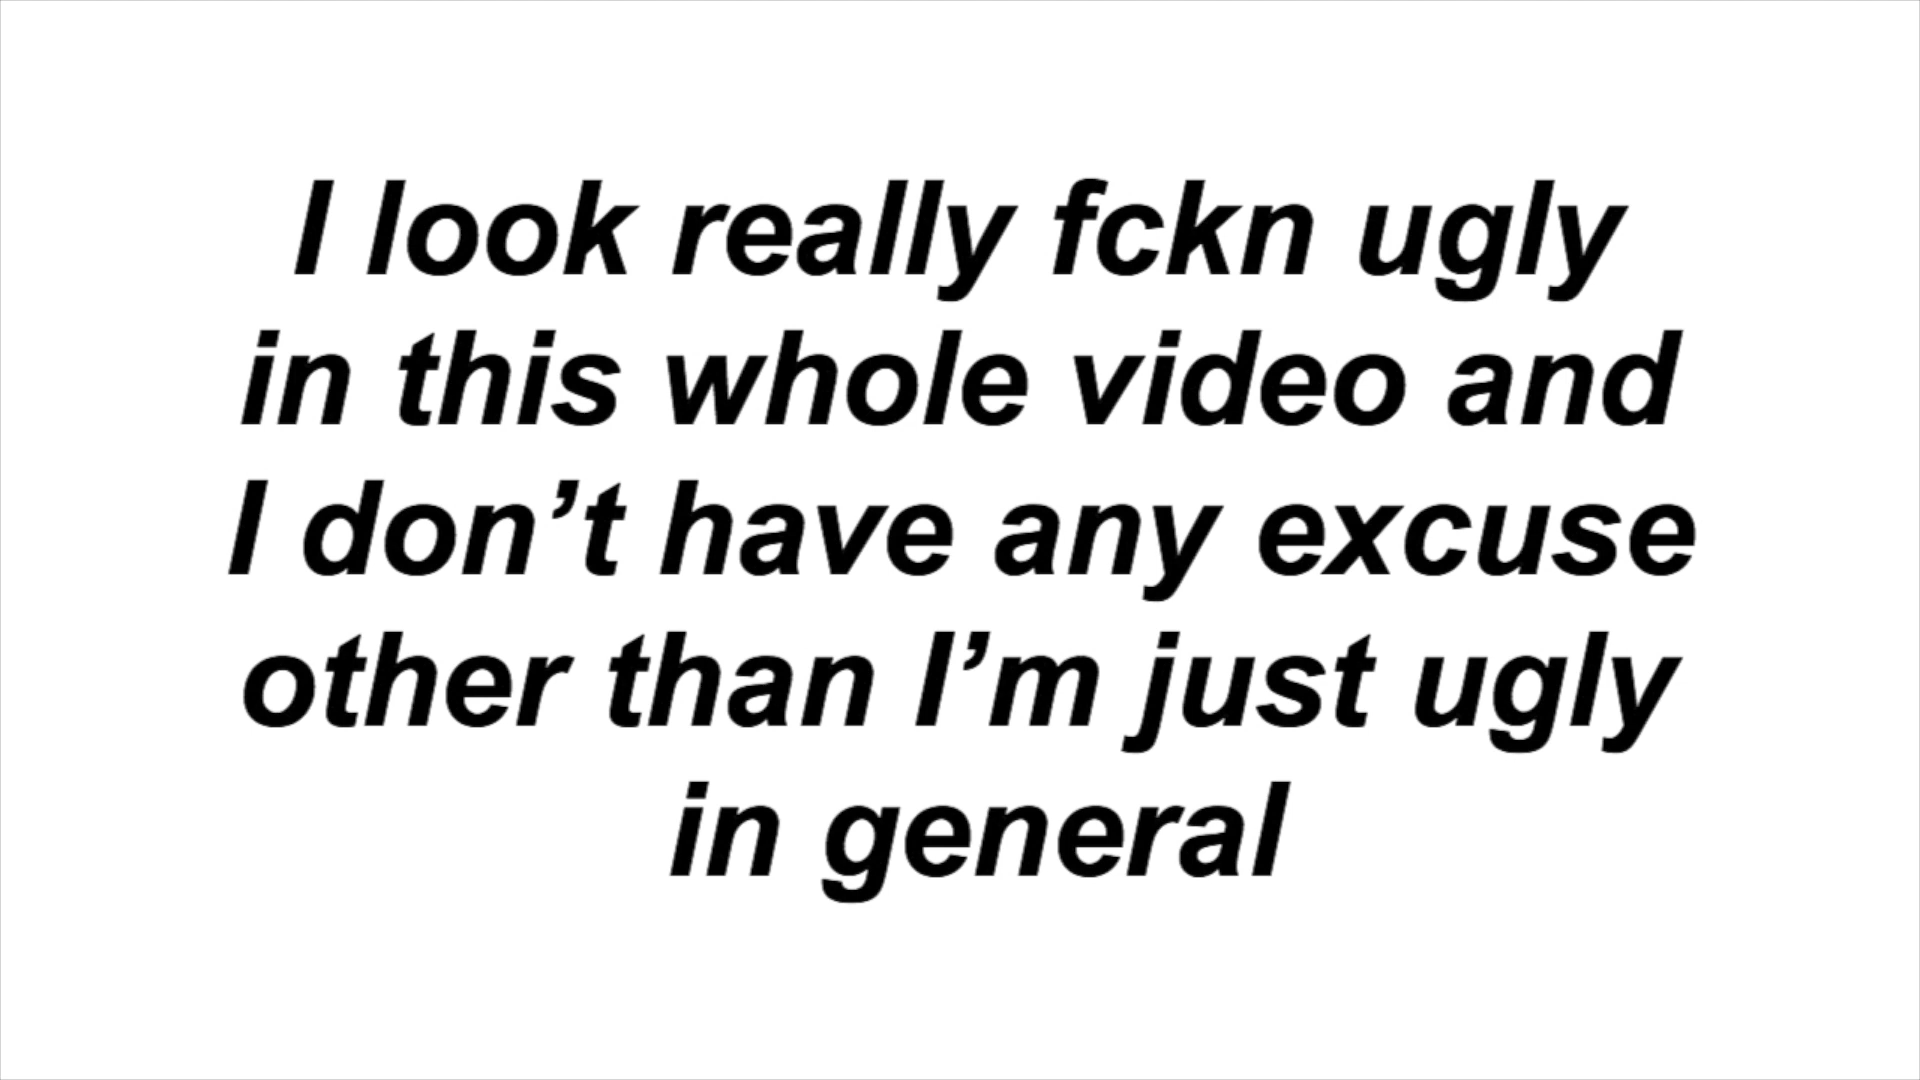 I look really fckn ugly
in this whole video and
I don’t have any excuse
other than I’m just ugly
in general